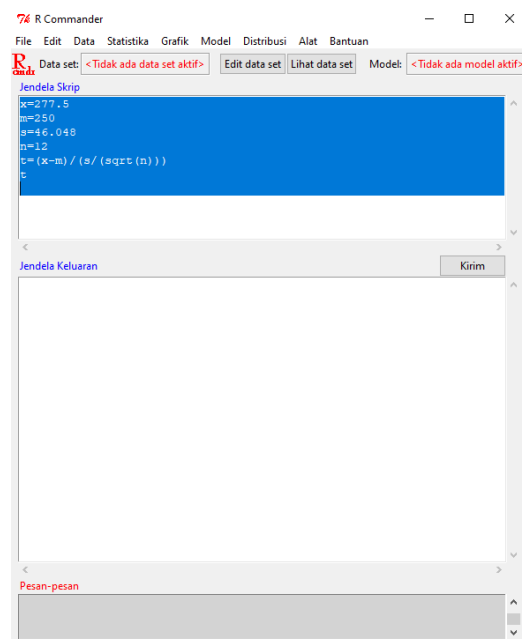 R Commander
File Edit Data Statistika Grafik Model Distribusi Alat Bantuan
R cmdr Data set: <Tidak ada data set aktif> Edit data set Lihat data set Model: <Tidak ada model aktif>
Jendela Skrip
x=277.5
m=250
s=46.048
n=12
t=(x-m)/(s/(sqrt(n)))
t
Jendela Keluaran Kirim
Pesan-pesan